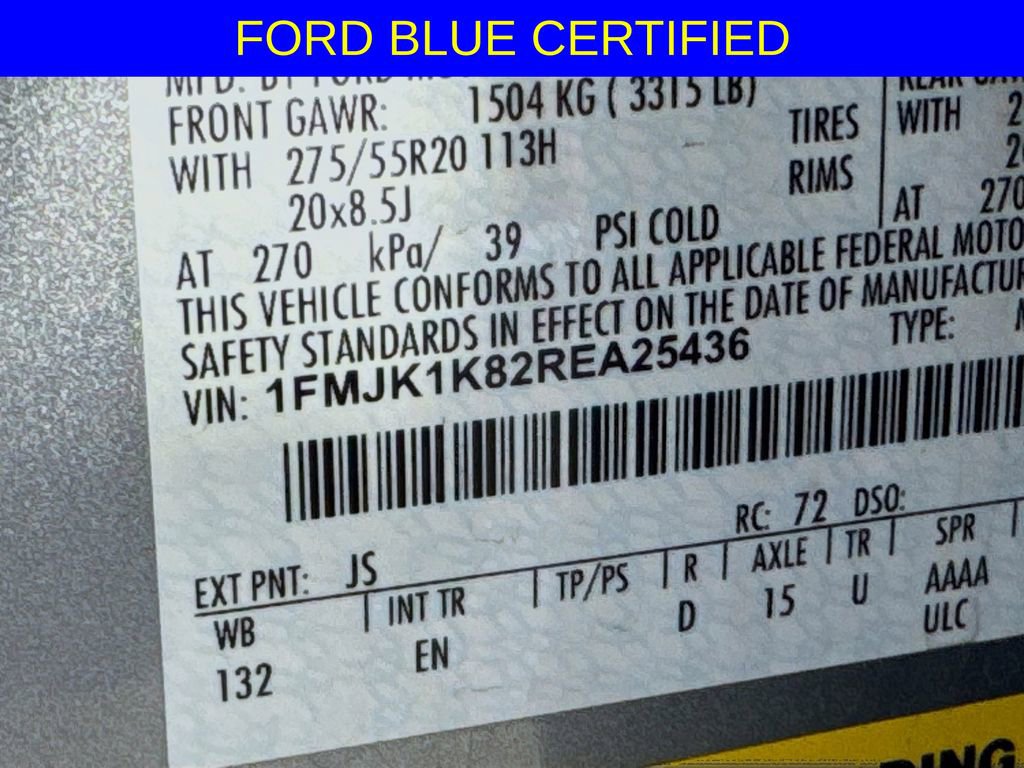 FORD BLUE CERTIFIED
FRONT GAWR: 1504 KG ( 3315 LB)
WITH 275/55R20 113H TIRES WITH
20x8.5J RIMS
AT 270 kPa/ 39 PSI COLD AT 270
THIS VEHICLE CONFORMS TO ALL APPLICABLE FEDERAL MOTO
SAFETY STANDARDS IN EFFECT ON THE DATE OF MANUFACTUR
VIN: 1FMJK1K82REA25436 TYPE:
RC: 72 DSO:
EXT PNT: JS
WB INT TR TP/PS R AXLE TR SPR
132 EN D 15 U AAAA
ULC